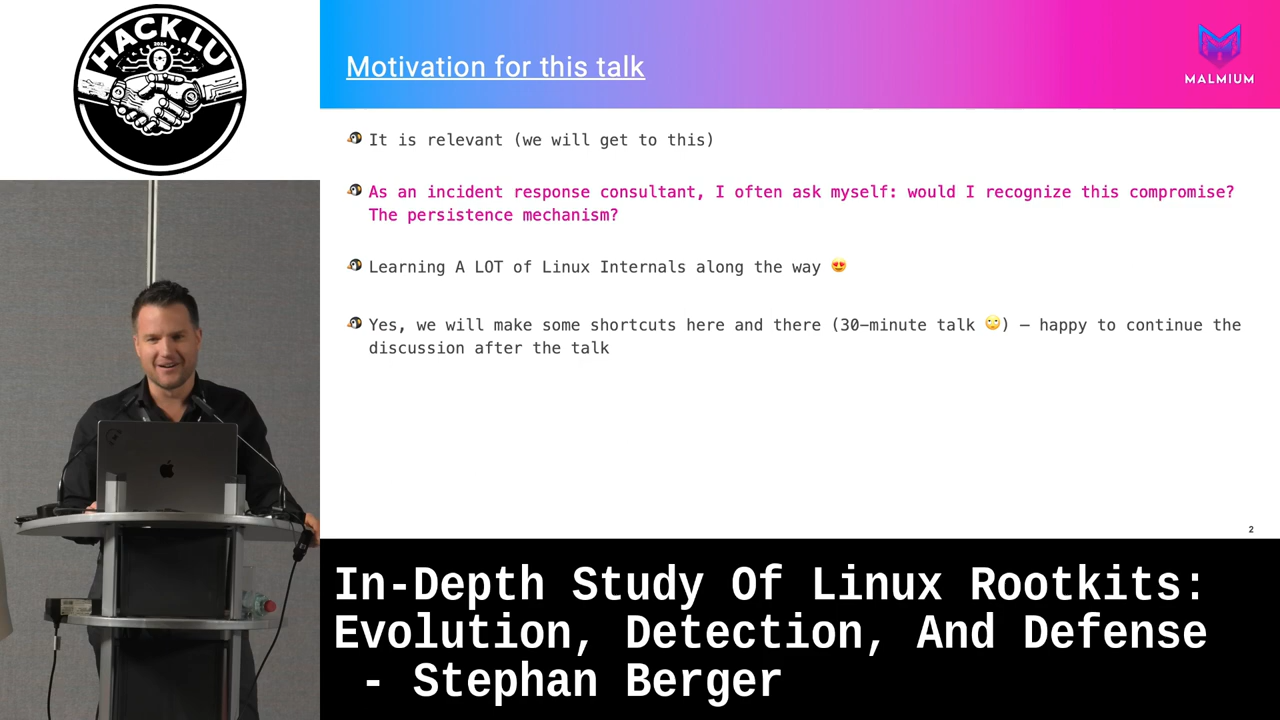 HACK.LU
2024
Motivation for this talk
MALMIUM
It is relevant (we will get to this)
As an incident response consultant, I often ask myself: would I recognize this compromise?
The persistence mechanism?
Learning A LOT of Linux Internals along the way 😍
Yes, we will make some shortcuts here and there (30-minute talk 🙄) – happy to continue the
discussion after the talk
2
In-Depth Study Of Linux Rootkits:
Evolution, Detection, And Defense
- Stephan Berger